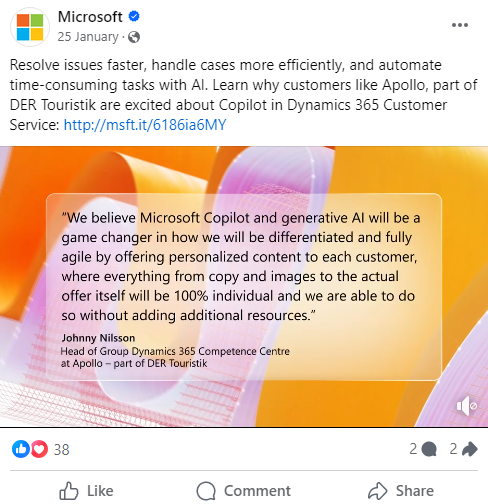 Microsoft
25 January ·
Resolve issues faster, handle cases more efficiently, and automate
time-consuming tasks with AI. Learn why customers like Apollo, part of
DER Touristik are excited about Copilot in Dynamics 365 Customer
Service: http://msft.it/6186ia6MY
“We believe Microsoft Copilot and generative AI will be a
game changer in how we will be differentiated and fully
agile by offering personalized content to each customer,
where everything from copy and images to the actual
offer itself will be 100% individual and we are able to do
so without adding additional resources.”
Johnny Nilsson
Head of Group Dynamics 365 Competence Centre
at Apollo – part of DER Touristik
38
2 2
Like Comment Share